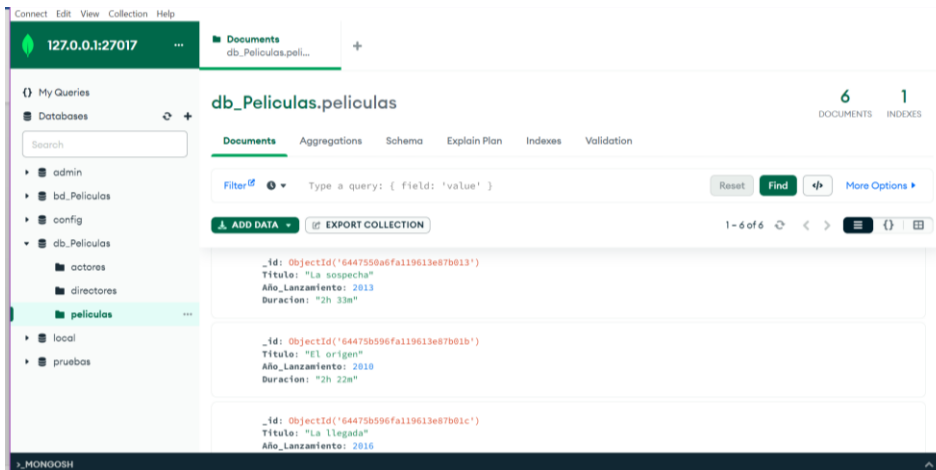 Connect Edit View Collection Help
127.0.0.1:27017 ...
{} My Queries
Databases
Search
admin
bd_Peliculas
config
db_Peliculas
actores
directores
peliculas ...
local
pruebas
Documents
db_Peliculas.peli...
+
db_Peliculas.peliculas
6 DOCUMENTS
1 INDEXES
Documents Aggregations Schema Explain Plan Indexes Validation
Filter Type a query: { field: 'value' } Reset Find </> More Options
ADD DATA EXPORT COLLECTION 1-6 of 6 {}
_id: ObjectId('6447550a6fa119613e87b013')
Titulo: "La sospecha"
Año_Lanzamiento: 2013
Duracion: "2h 33m"
_id: ObjectId('64475b596fa119613e87b01b')
Titulo: "El origen"
Año_Lanzamiento: 2010
Duracion: "2h 22m"
_id: ObjectId('64475b596fa119613e87b01c')
Titulo: "La llegada"
Año_Lanzamiento: 2016
>_MONGOSH